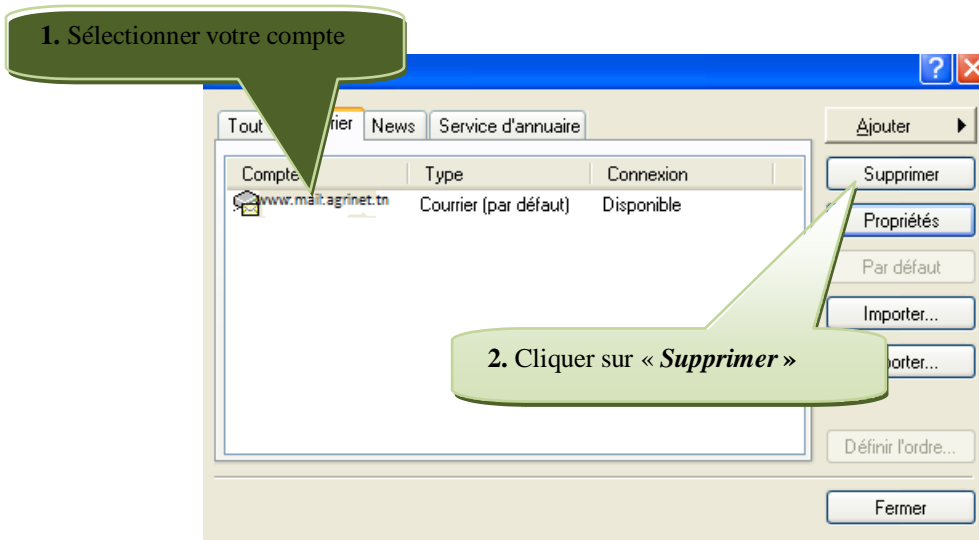 1. Sélectionner votre compte
Tout
rier
News
Service d'annuaire
Ajouter
Compte
Type
Connexion
Supprimer
www.mail.agrinet.tn
Courrier (par défaut)
Disponible
Propriétés
Par défaut
Importer...
2. Cliquer sur « Supprimer »
porter...
Définir l'ordre...
Fermer